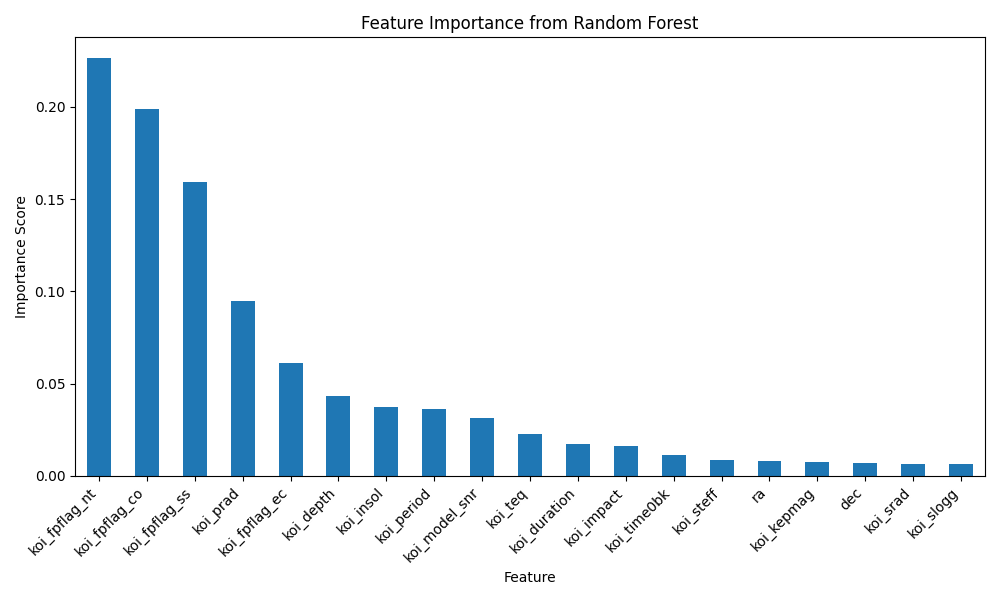 Feature Importance from Random Forest
Importance Score
0.20
0.15
0.10
0.05
0.00
koi_fpflag_nt
koi_fpflag_co
koi_fpflag_ss
koi_prad
koi_fpflag_ec
koi_depth
koi_insol
koi_period
koi_model_snr
koi_teq
koi_duration
koi_impact
koi_time0bk
koi_steff
ra
koi_kepmag
dec
koi_srad
koi_slogg
Feature